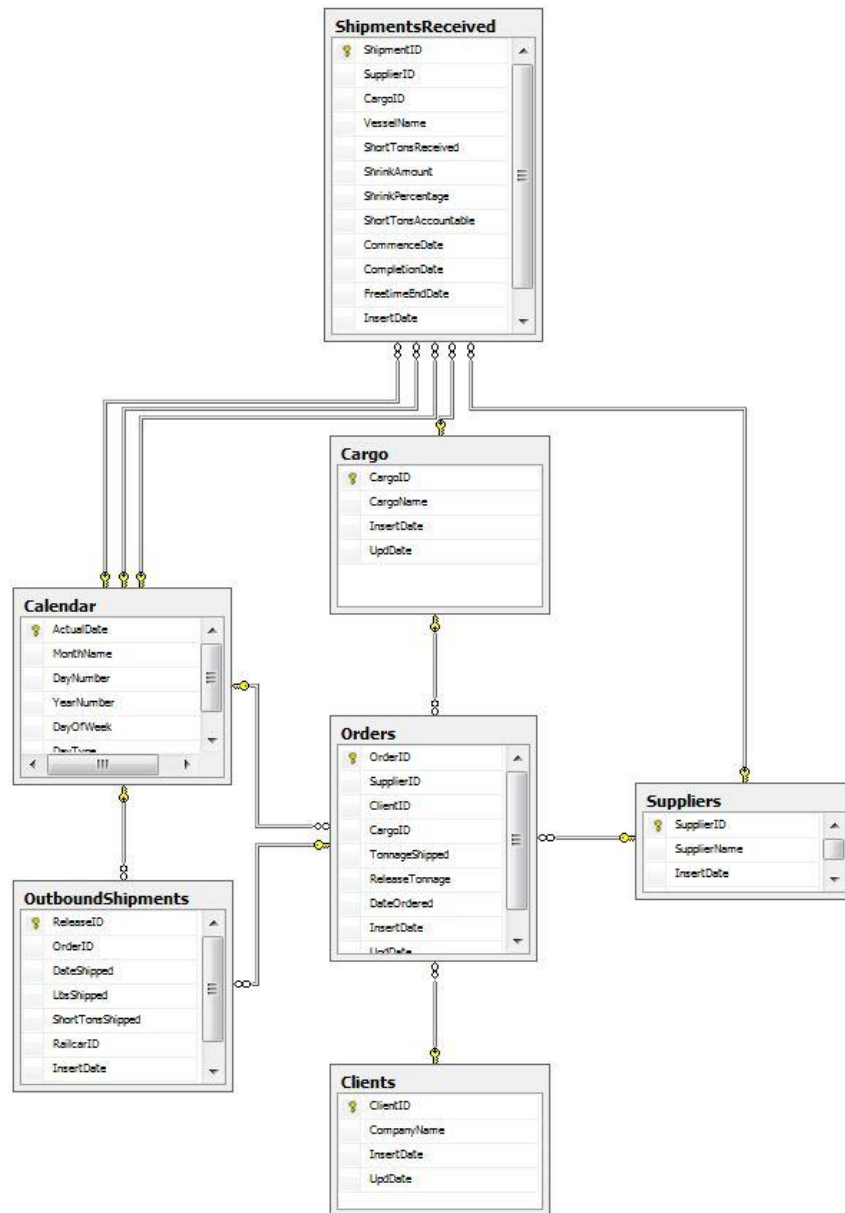 ShipmentsReceived
ShipmentID
SupplierID
CargoID
VesselName
ShortTonsReceived
ShrinkAmount
ShrinkPercentage
ShortTonsAccountable
CommenceDate
CompletionDate
FreetimeEndDate
InsertDate
Cargo
CargoID
CargoName
InsertDate
UpdDate
Calendar
ActualDate
MonthName
DayNumber
YearNumber
DayOfWeek
DayType
Orders
OrderID
SupplierID
ClientID
CargoID
TonnageShipped
ReleaseTonnage
DateOrdered
InsertDate
UpdDate
Suppliers
SupplierID
SupplierName
InsertDate
OutboundShipments
ReleaseID
OrderID
DateShipped
LbsShipped
ShortTonsShipped
RailcarID
InsertDate
Clients
ClientID
CompanyName
InsertDate
UpdDate